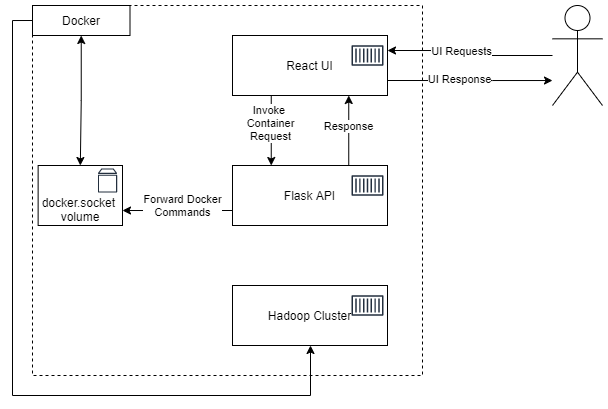 Docker
React UI
UI Requests
UI Response
Invoke
Container
Request
Response
docker.socket
volume
Forward Docker
Commands
Flask API
Hadoop Cluster